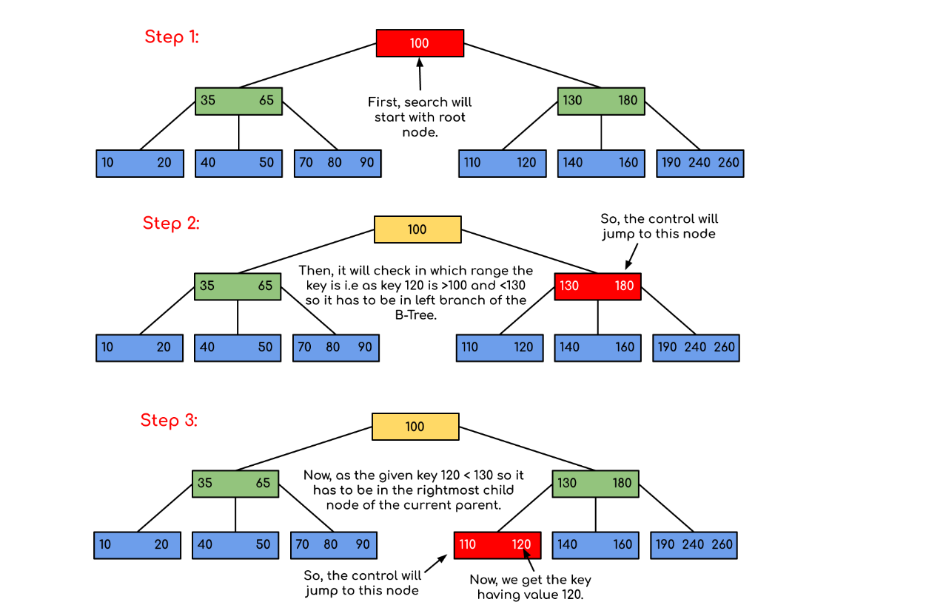 Step 1:
100
35 65
130 180
First, search will
start with root
node.
10 20
40 50
70 80 90
110 120
140 160
190 240 260
Step 2:
So, the control will
jump to this node
100
Then, it will check in which range the
key is i.e as key 120 is >100 and <130
so it has to be in left branch of the
B-Tree.
35 65
130 180
10 20
40 50
70 80 90
110 120
140 160
190 240 260
Step 3:
100
Now, as the given key 120 < 130 so it
has to be in the rightmost child
node of the current parent.
35 65
130 180
10 20
40 50
70 80 90
110 120
140 160
190 240 260
So, the control will
jump to this node
Now, we get the key
having value 120.